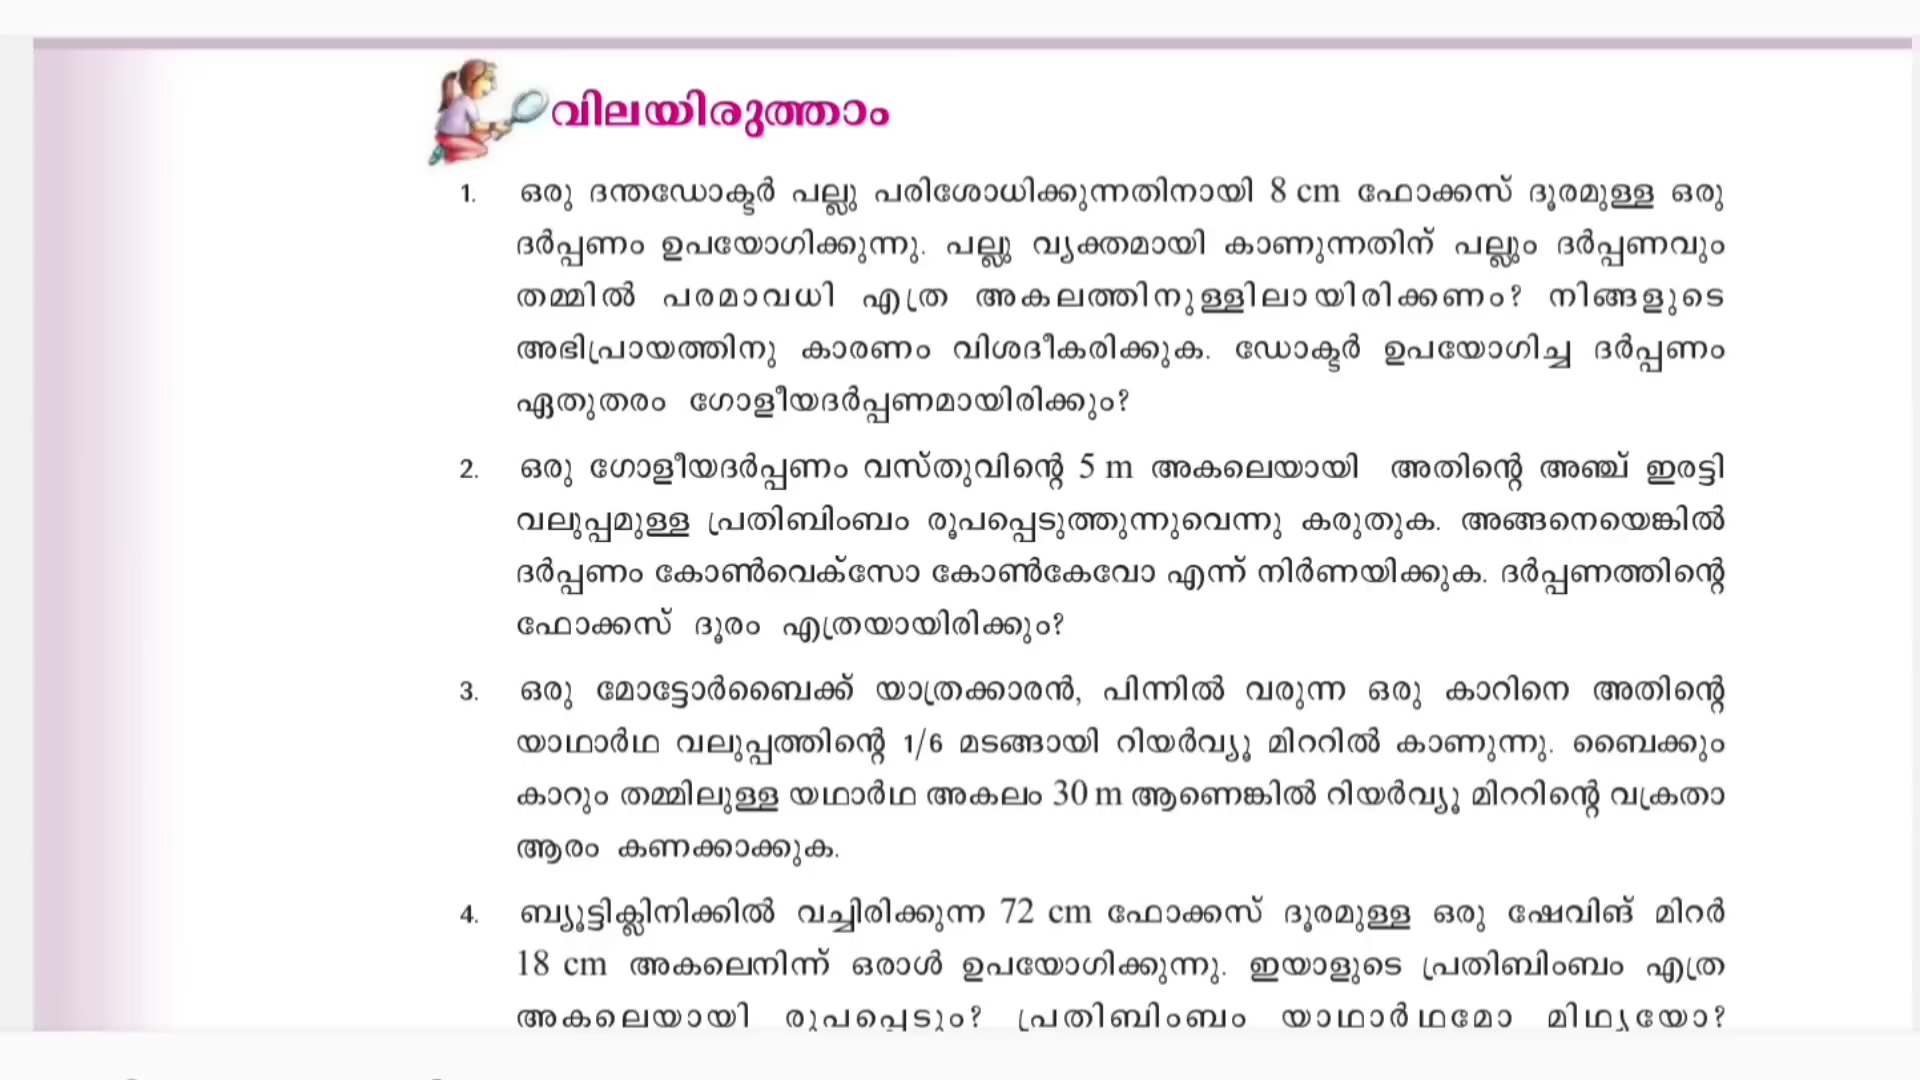 വിലയിരുത്താം
1. ഒരു ദന്തഡോക്ടർ പല്ലു പരിശോധിക്കുന്നതിനായി 8 cm ഫോക്കസ് ദൂരമുള്ള ഒരു
ദർപ്പണം ഉപയോഗിക്കുന്നു. പല്ലു വ്യക്തമായി കാണുന്നതിന് പല്ലും ദർപ്പണവും
തമ്മിൽ പരമാവധി എത്ര അകലത്തിനുള്ളിലായിരിക്കണം? നിങ്ങളുടെ
അഭിപ്രായത്തിനു കാരണം വിശദീകരിക്കുക. ഡോക്ടർ ഉപയോഗിച്ച ദർപ്പണം
ഏതുതരം ഗോളീയദർപ്പണമായിരിക്കും?
2. ഒരു ഗോളീയദർപ്പണം വസ്തുവിന്റെ 5 m അകലെയായി അതിന്റെ അഞ്ച് ഇരട്ടി
വലുപ്പമുള്ള പ്രതിബിംബം രൂപപ്പെടുത്തുന്നുവെന്നു കരുതുക. അങ്ങനെയെങ്കിൽ
ദർപ്പണം കോൺവെക്സോ കോൺകേവോ എന്ന് നിർണയിക്കുക. ദർപ്പണത്തിന്റെ
ഫോക്കസ് ദൂരം എത്രയായിരിക്കും?
3. ഒരു മോട്ടോർബൈക്ക് യാത്രക്കാരൻ, പിന്നിൽ വരുന്ന ഒരു കാറിനെ അതിന്റെ
യാഥാർഥ വലുപ്പത്തിന്റെ 1/6 മടങ്ങായി റിയർവ്യൂ മിററിൽ കാണുന്നു. ബൈക്കും
കാറും തമ്മിലുള്ള യഥാർഥ അകലം 30 m ആണെങ്കിൽ റിയർവ്യൂ മിററിന്റെ വക്രതാ
ആരം കണക്കാക്കുക.
4. ബ്യൂട്ടിക്ലിനിക്കിൽ വച്ചിരിക്കുന്ന 72 cm ഫോക്കസ് ദൂരമുള്ള ഒരു ഷേവിങ് മിറർ
18 cm അകലെനിന്ന് ഒരാൾ ഉപയോഗിക്കുന്നു. ഇയാളുടെ പ്രതിബിംബം എത്ര
അകലെയായി രൂപപ്പെടും? പ്രതിബിംബം യാഥാർഥമോ മിഥ്യയോ?